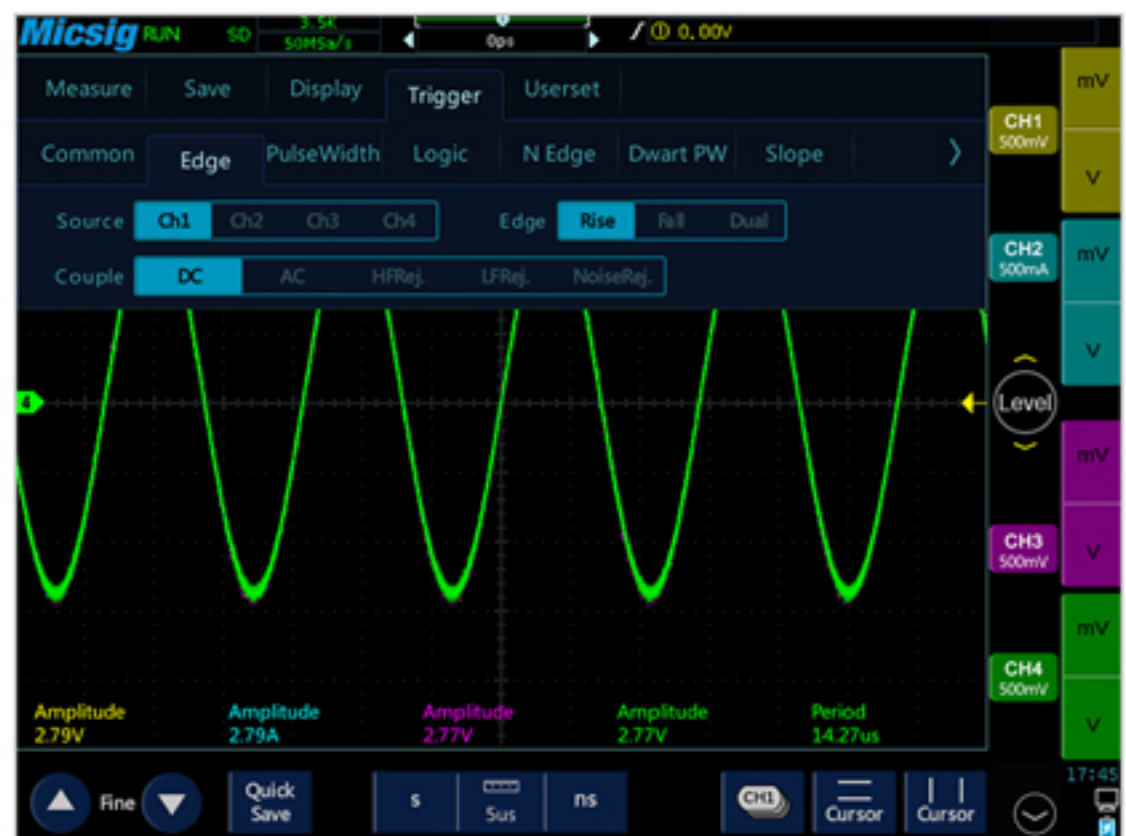 Micsig RUN SD 3.5K 50MSa/s 0ps ① 0.00V
Measure Save Display Trigger Userset
Common Edge PulseWidth Logic N Edge Dwart PW Slope
Source Ch1 Ch2 Ch3 Ch4 Edge Rise Fall Dual
Couple DC AC HFRej. LFRej. NoiseRej.
mV
CH1
500mV
V
CH2
500mA
mV
V
4
Level
mV
CH3
500mV
V
mV
CH4
500mV
V
Amplitude Amplitude Amplitude Amplitude Period
2.79V 2.79A 2.77V 2.77V 14.27us
Fine Quick Save s 5us ns CH1 Cursor Cursor
17:45